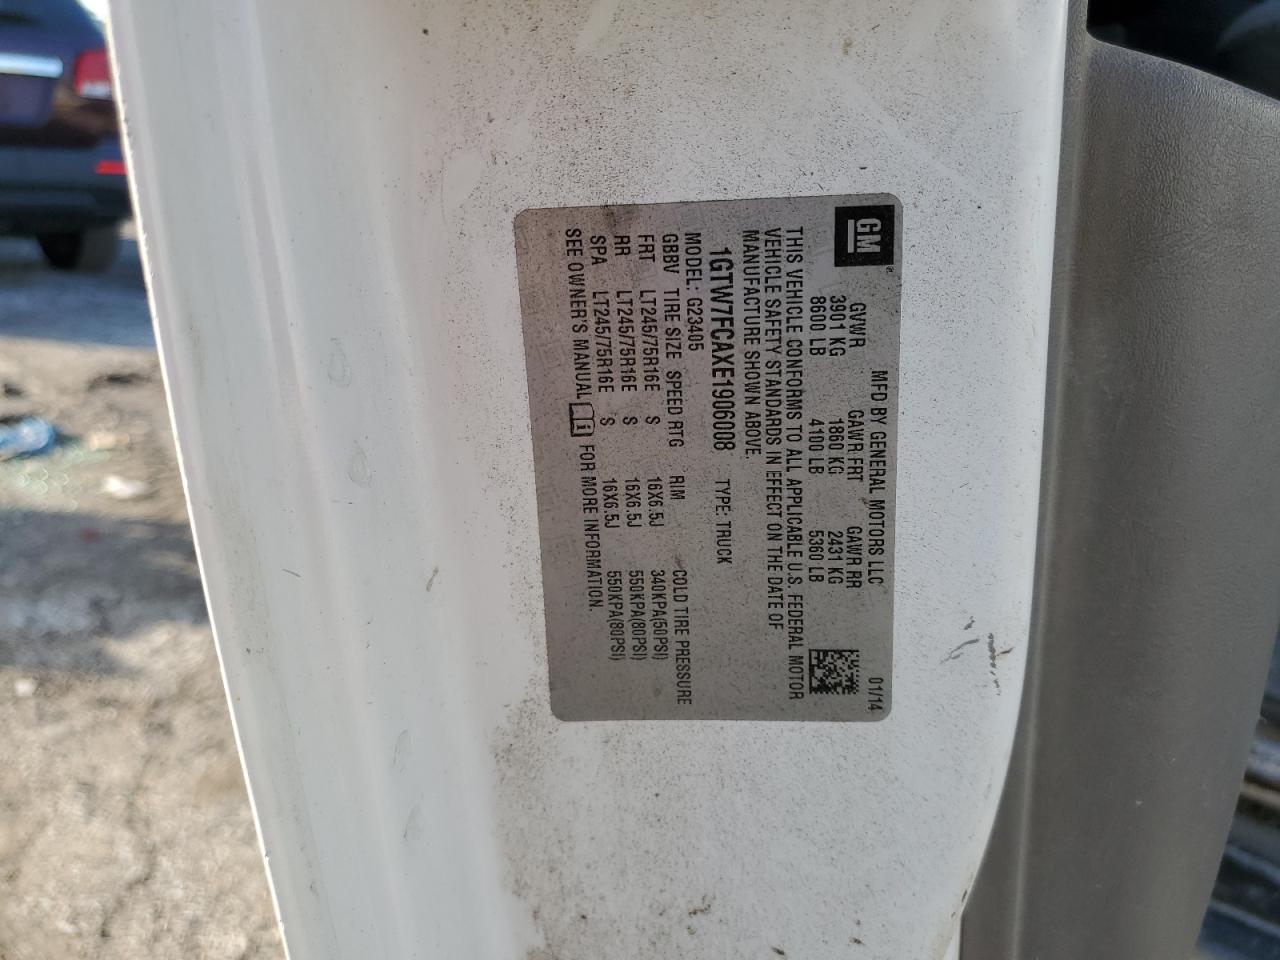 GM MFD BY GENERAL MOTORS LLC 01/14
GVWR GAWR FRT GAWR RR
3901 KG 1860 KG 2431 KG
8600 LB 4100 LB 5360 LB
THIS VEHICLE CONFORMS TO ALL APPLICABLE U.S. FEDERAL MOTOR
VEHICLE SAFETY STANDARDS IN EFFECT ON THE DATE OF
MANUFACTURE SHOWN ABOVE.
1GTW7FCAXE1906008 TYPE: TRUCK
MODEL: G23405
GBBV TIRE SIZE SPEED RTG RIM COLD TIRE PRESSURE
FRT LT245/75R16E S 16X6.5J 340KPA(50PSI)
RR LT245/75R16E S 16X6.5J 550KPA(80PSI)
SPA LT245/75R16E S 16X6.5J 550KPA(80PSI)
SEE OWNER'S MANUAL FOR MORE INFORMATION.